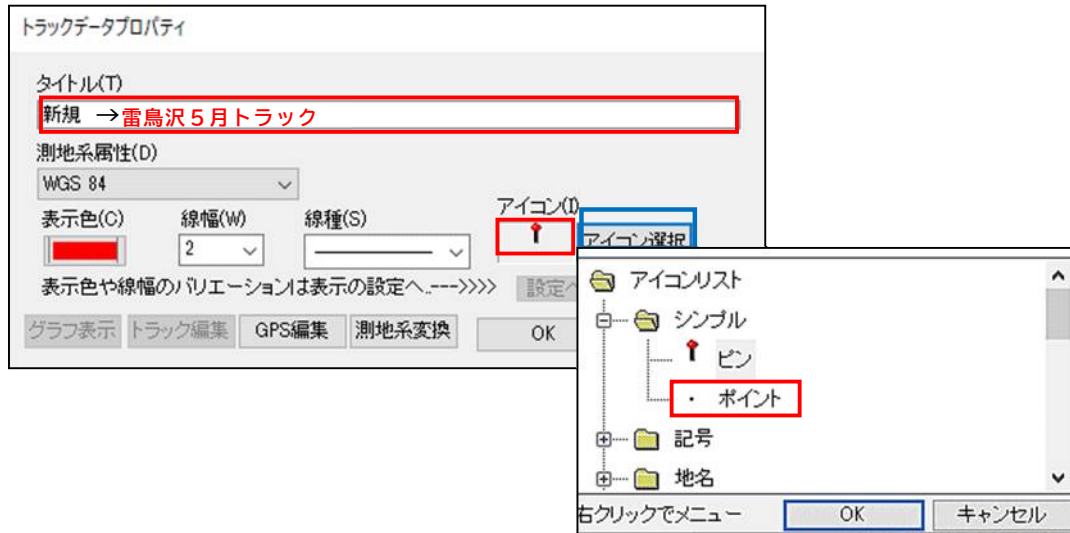 トラックデータプロパティ
タイトル(T)
新規 →雷鳥沢５月トラック
測地系属性(D)
WGS 84
表示色(C) 線幅(W) 線種(S) アイコン(I)
2 アイコン選択
表示色や線幅のバリエーションは表示の設定へ..--->>>> 設定へ
グラフ表示 トラック編集 GPS編集 測地系変換 OK
アイコンリスト
シンプル
ピン
ポイント
記号
地名
右クリックでメニュー OK キャンセル